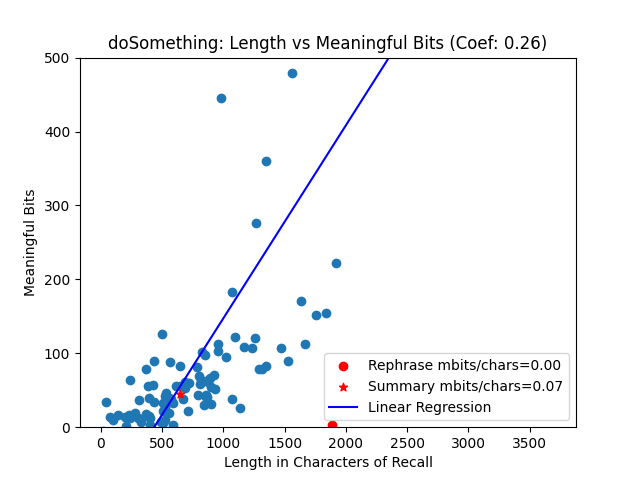 doSomething: Length vs Meaningful Bits (Coef: 0.26)
500
400
300
200
100
0
Meaningful Bits
Rephrase mbits/chars=0.00
Summary mbits/chars=0.07
Linear Regression
0 500 1000 1500 2000 2500 3000 3500
Length in Characters of Recall